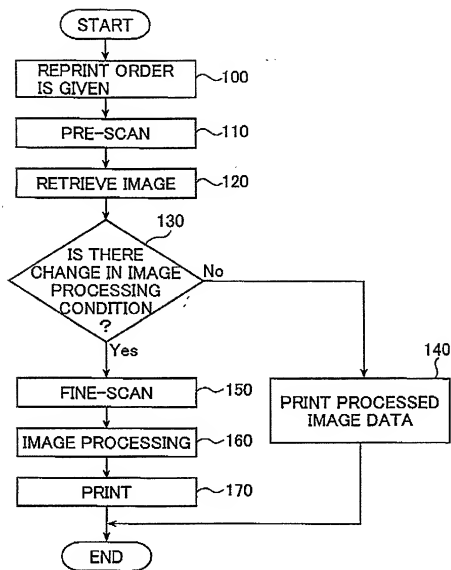 START
REPRINT ORDER
IS GIVEN
100
PRE-SCAN
110
RETRIEVE IMAGE
120
130
IS THERE
CHANGE IN IMAGE
PROCESSING
CONDITION
?
No
Yes
140
PRINT PROCESSED
IMAGE DATA
FINE-SCAN
150
IMAGE PROCESSING
160
PRINT
170
END